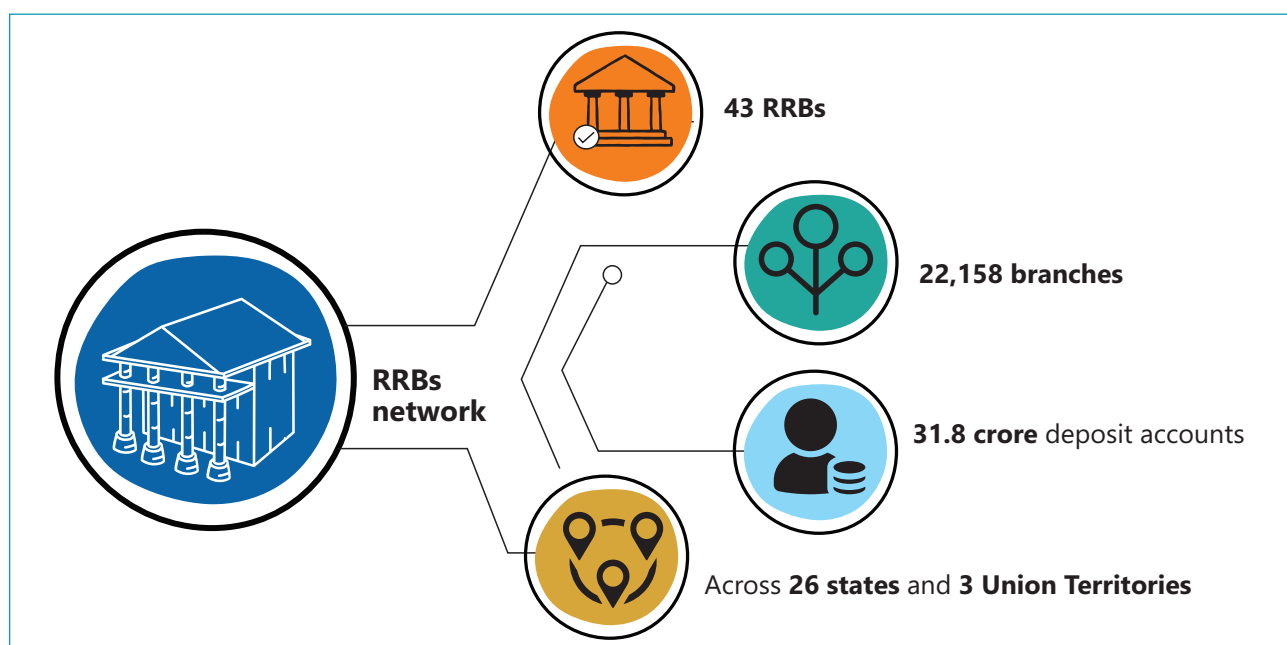 43 RRBs
22,158 branches
RRBs
network
31.8 crore deposit accounts
Across 26 states and 3 Union Territories